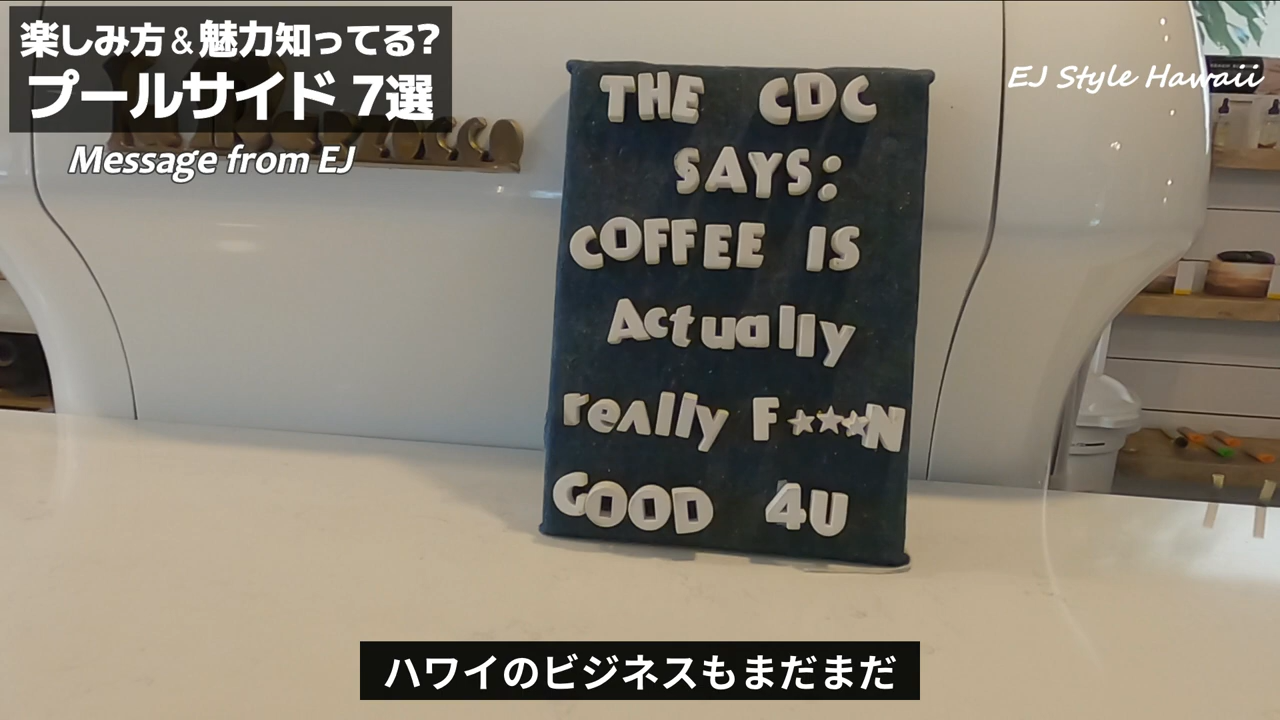 楽しみ方&魅力知ってる?
プールサイド 7選
Message from EJ
EJ Style Hawaii
THE CDC
SAYS:
COFFEE IS
Actually
really F***N
GOOD 4U
ハワイのビジネスもまだまだ